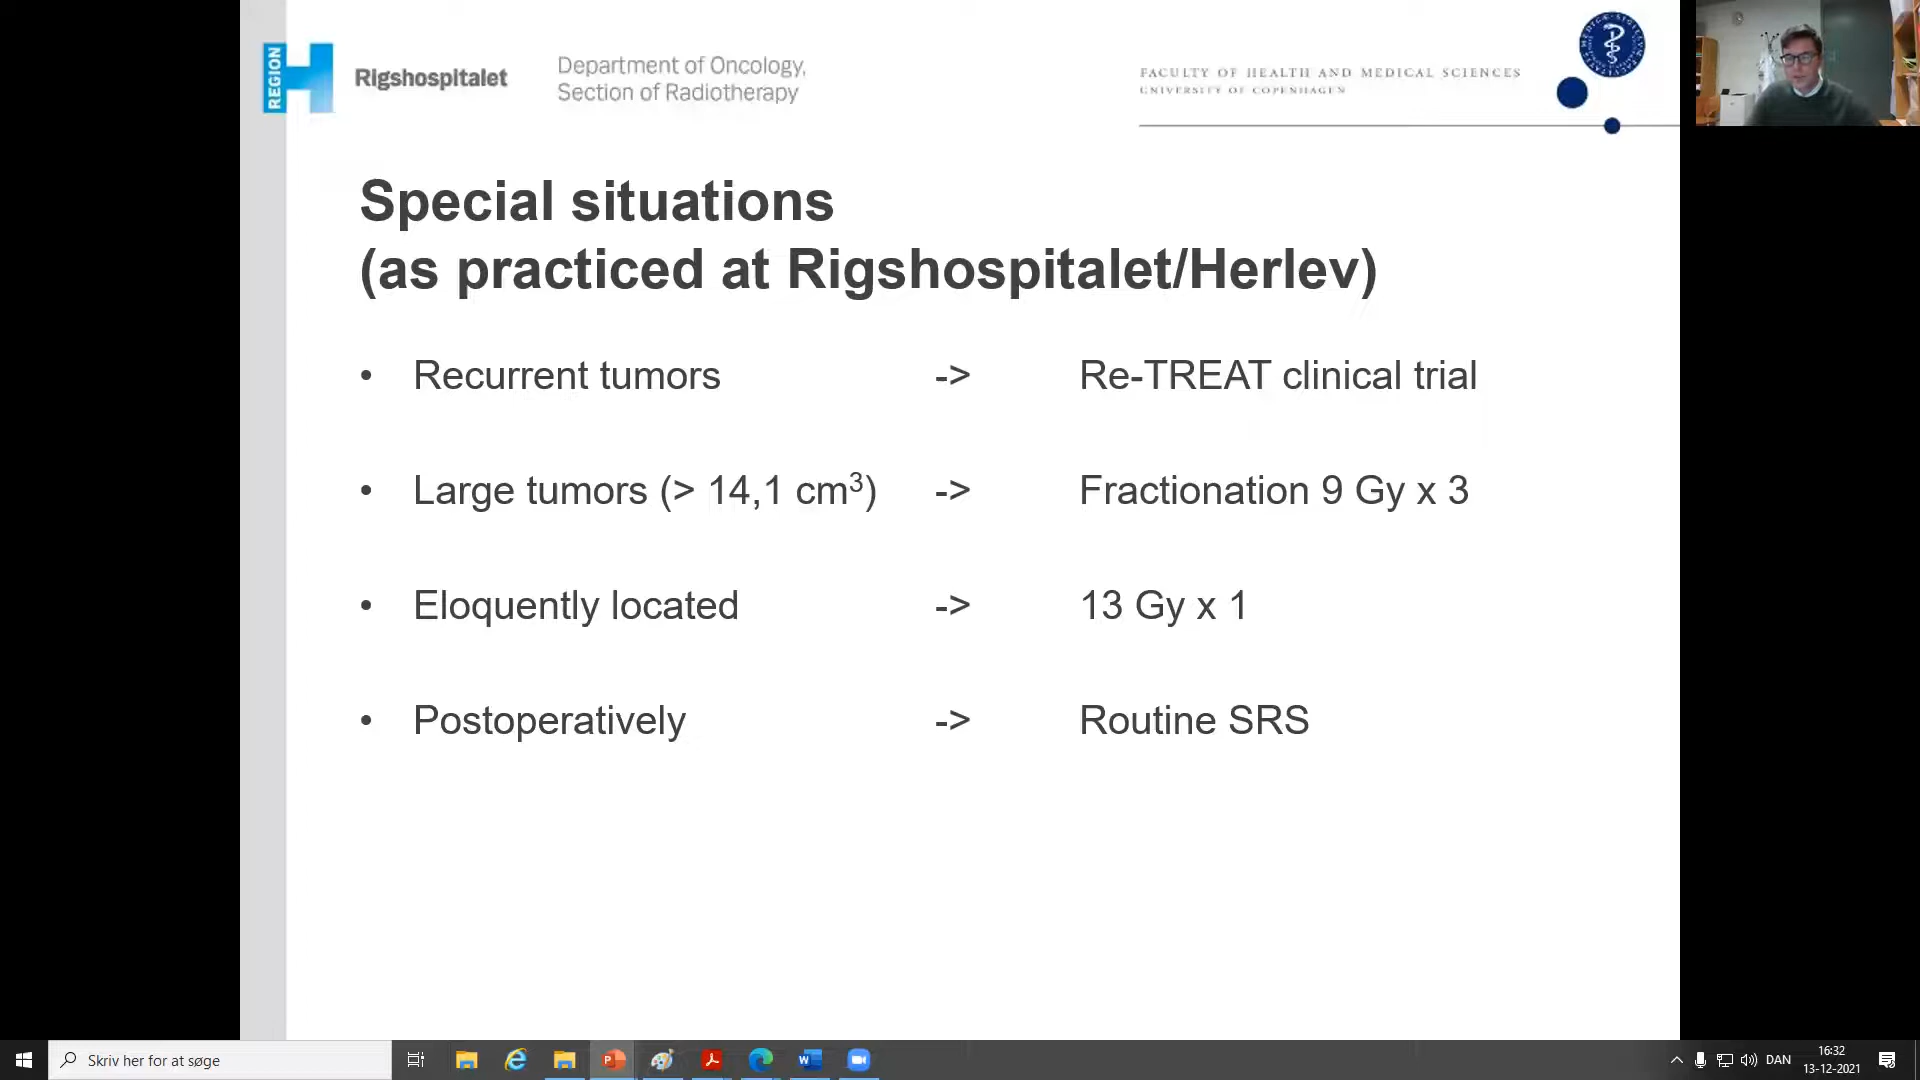 REGION
Rigshospitalet
Department of Oncology,
Section of Radiotherapy
FACULTY OF HEALTH AND MEDICAL SCIENCES
UNIVERSITY OF COPENHAGEN
Special situations
(as practiced at Rigshospitalet/Herlev)
• Recurrent tumors -> Re-TREAT clinical trial
• Large tumors (> 14,1 cm³) -> Fractionation 9 Gy x 3
• Eloquently located -> 13 Gy x 1
• Postoperatively -> Routine SRS
Skriv her for at søge
DAN
16:32
13-12-2021